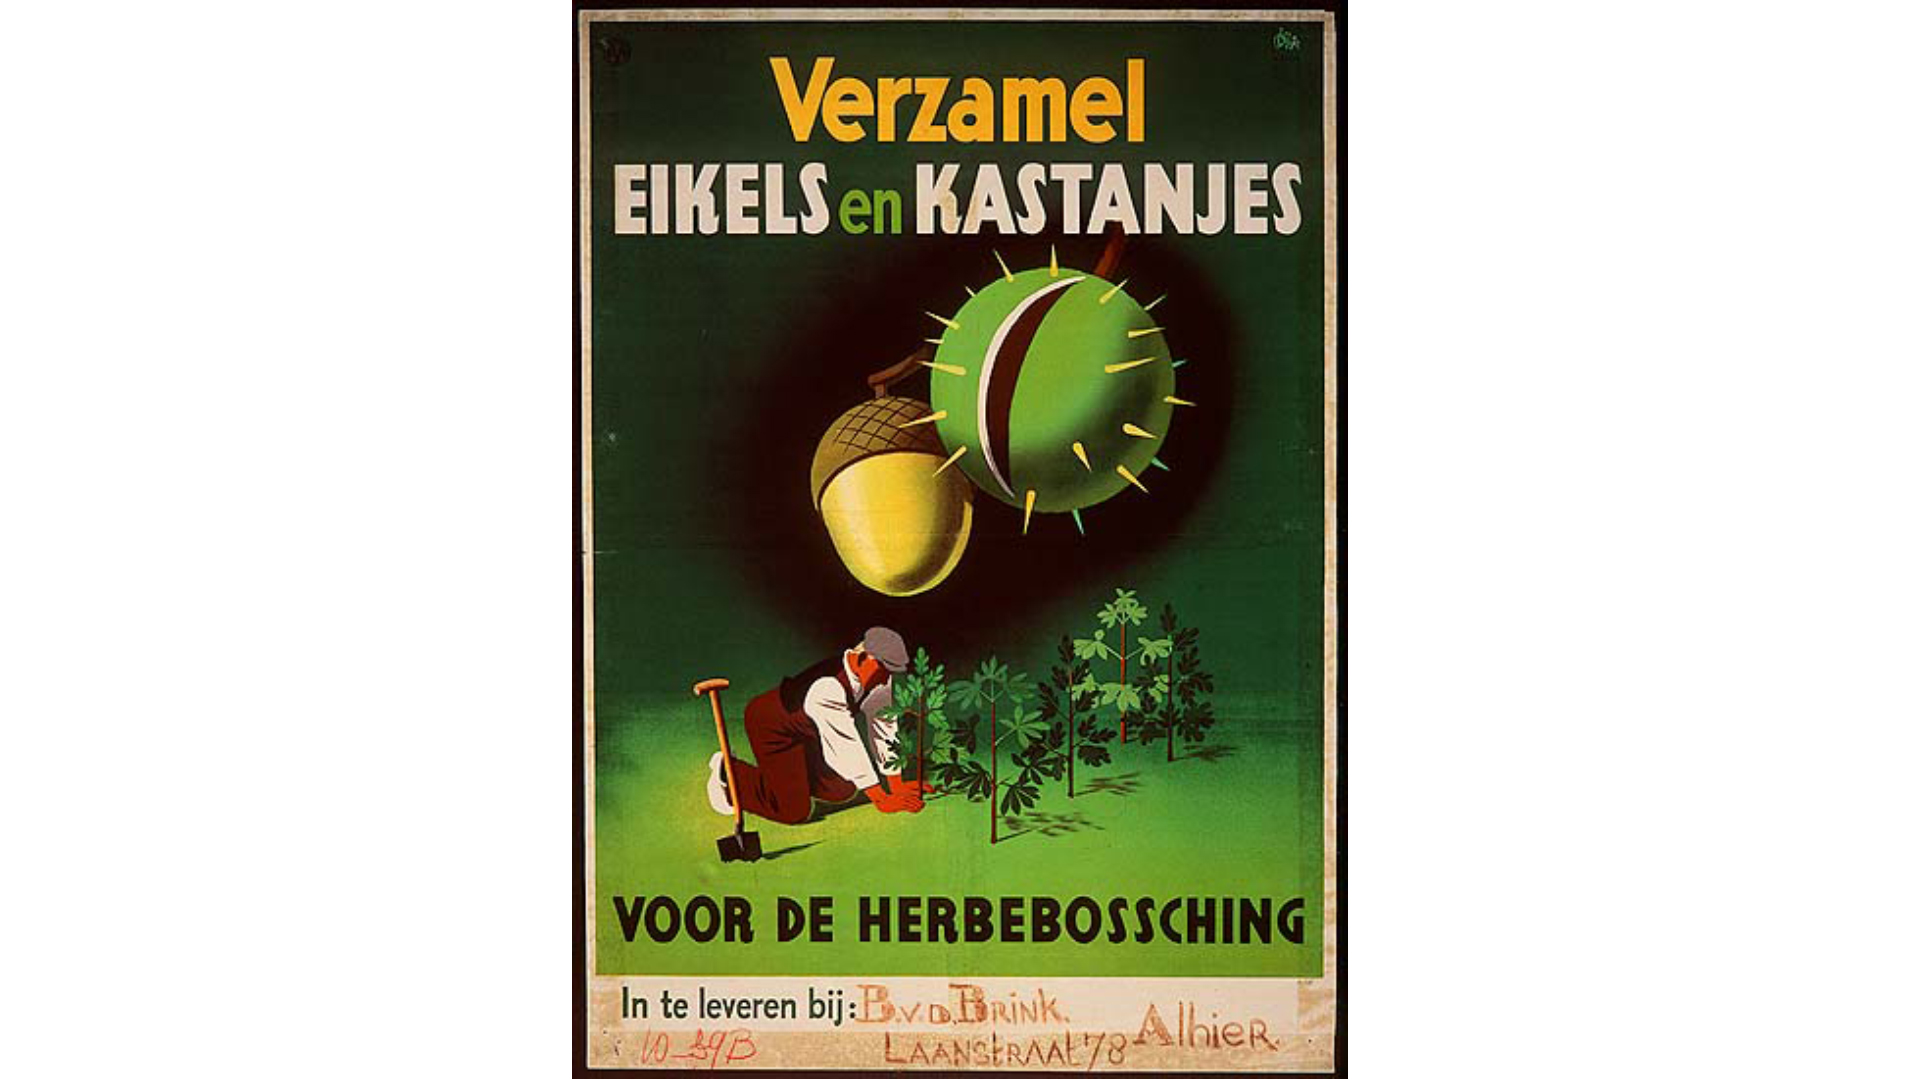 Verzamel
EIKELS en KASTANJES
VOOR DE HERBEBOSSCHING
In te leveren bij: B.v.D. BRINK.
LAANStRAAt 78 AlhiER.